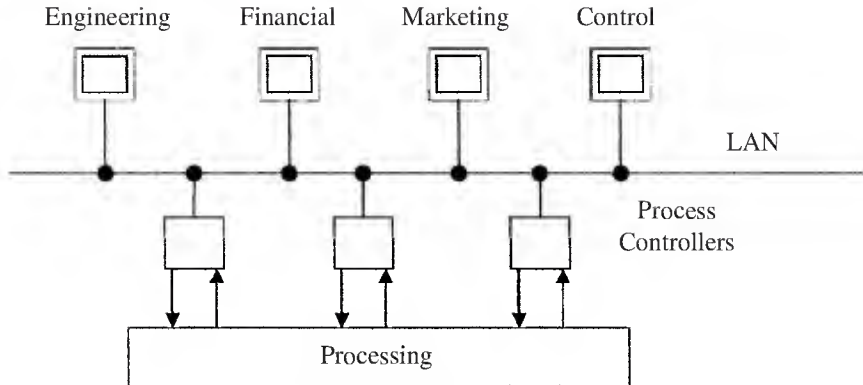 Engineering Financial Marketing Control
LAN
Process
Controllers
Processing